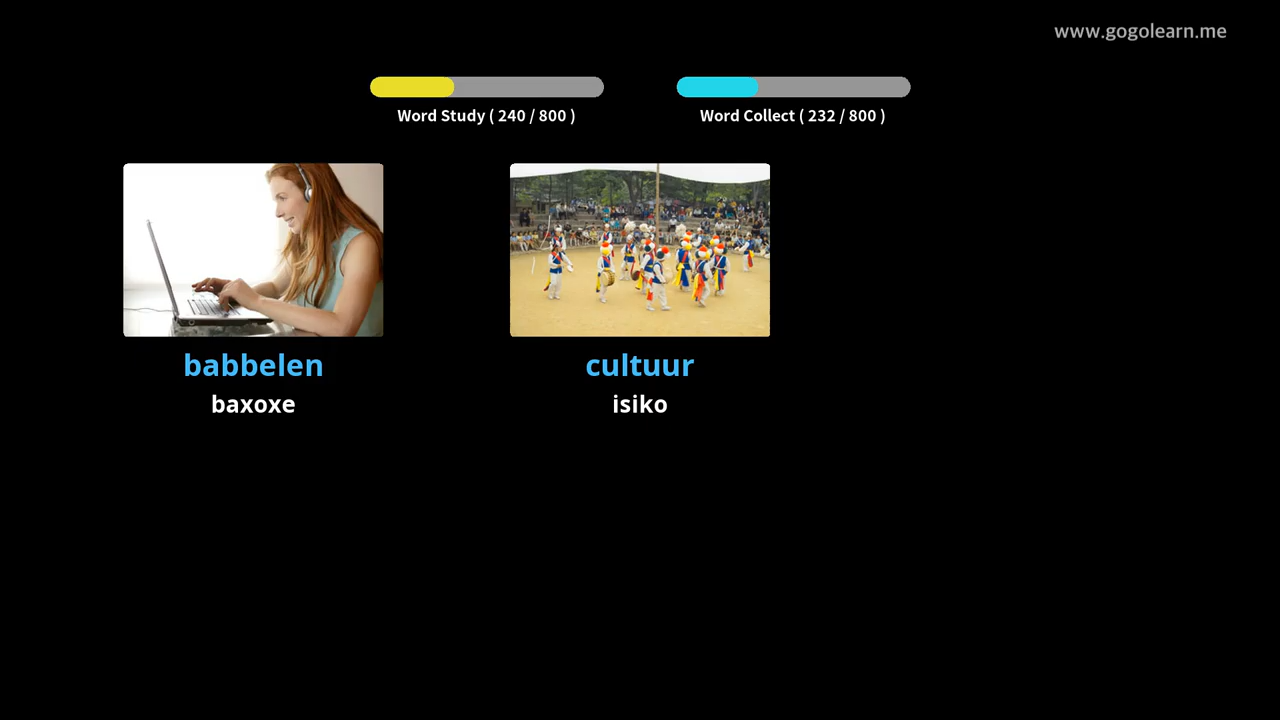 www.gogolearn.me
Word Study ( 240 / 800 )
Word Collect ( 232 / 800 )
babbelen
cultuur
baxoxe
isiko